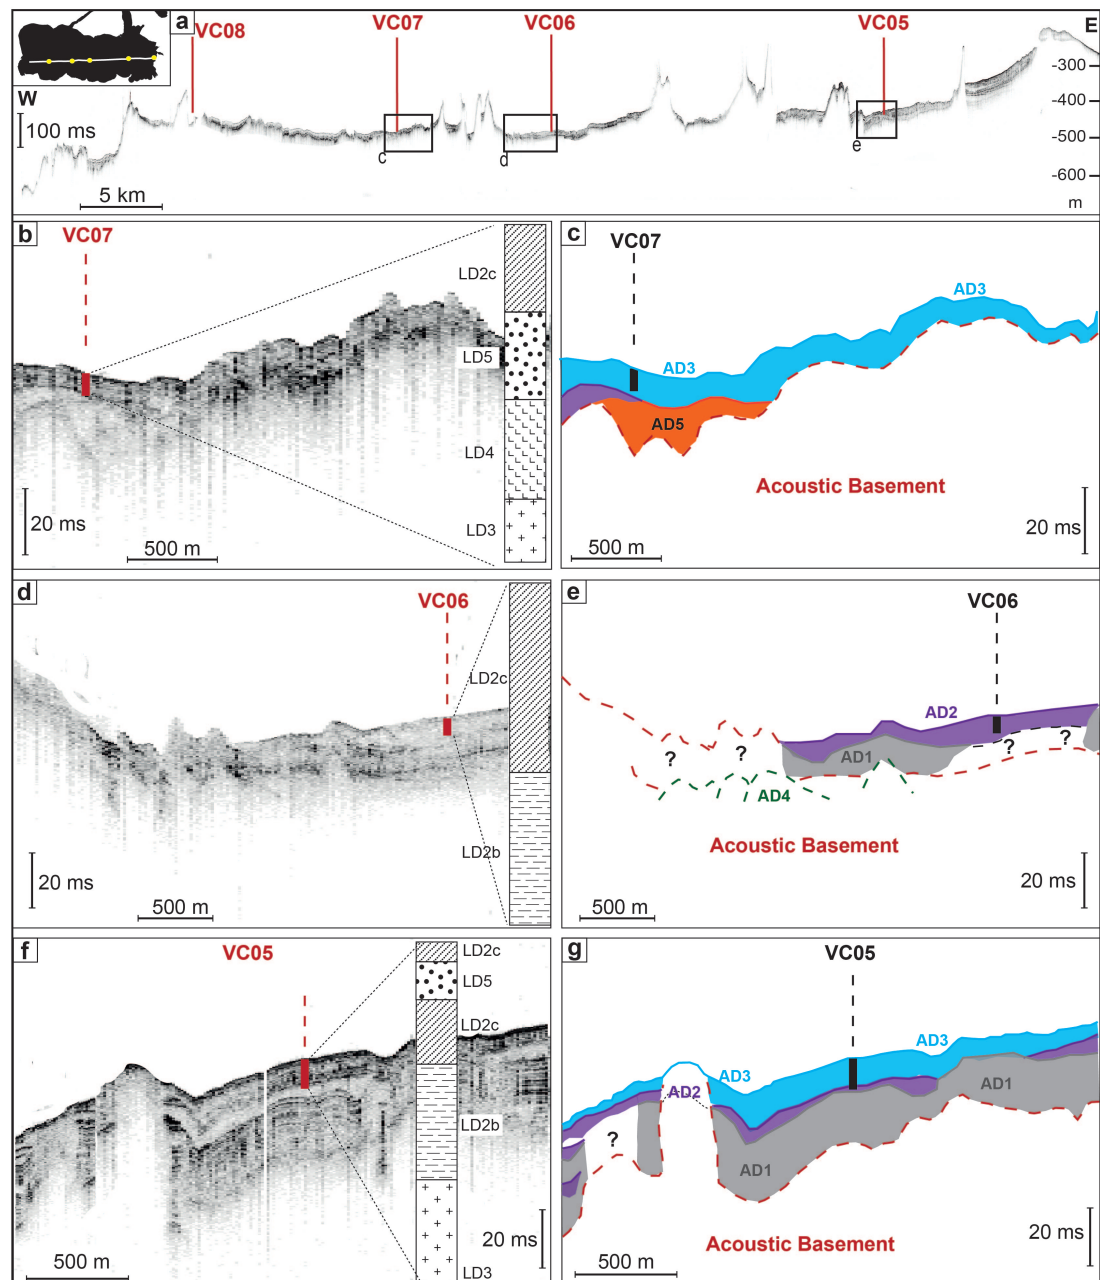 a
VC08
VC07
VC06
VC05
E
W
100 ms
5 km
c
d
e
-300
-400
-500
-600
m
b
VC07
LD2c
LD5
LD4
LD3
20 ms
500 m
c
VC07
AD3
AD3
AD5
Acoustic Basement
20 ms
500 m
d
VC06
LD2c
LD2b
20 ms
500 m
e
VC06
AD2
?
?
AD1
?
?
AD4
Acoustic Basement
20 ms
500 m
f
VC05
LD2c
LD5
LD2c
LD2b
LD3
20 ms
500 m
g
VC05
AD3
AD3
AD2
AD1
?
AD1
Acoustic Basement
20 ms
500 m